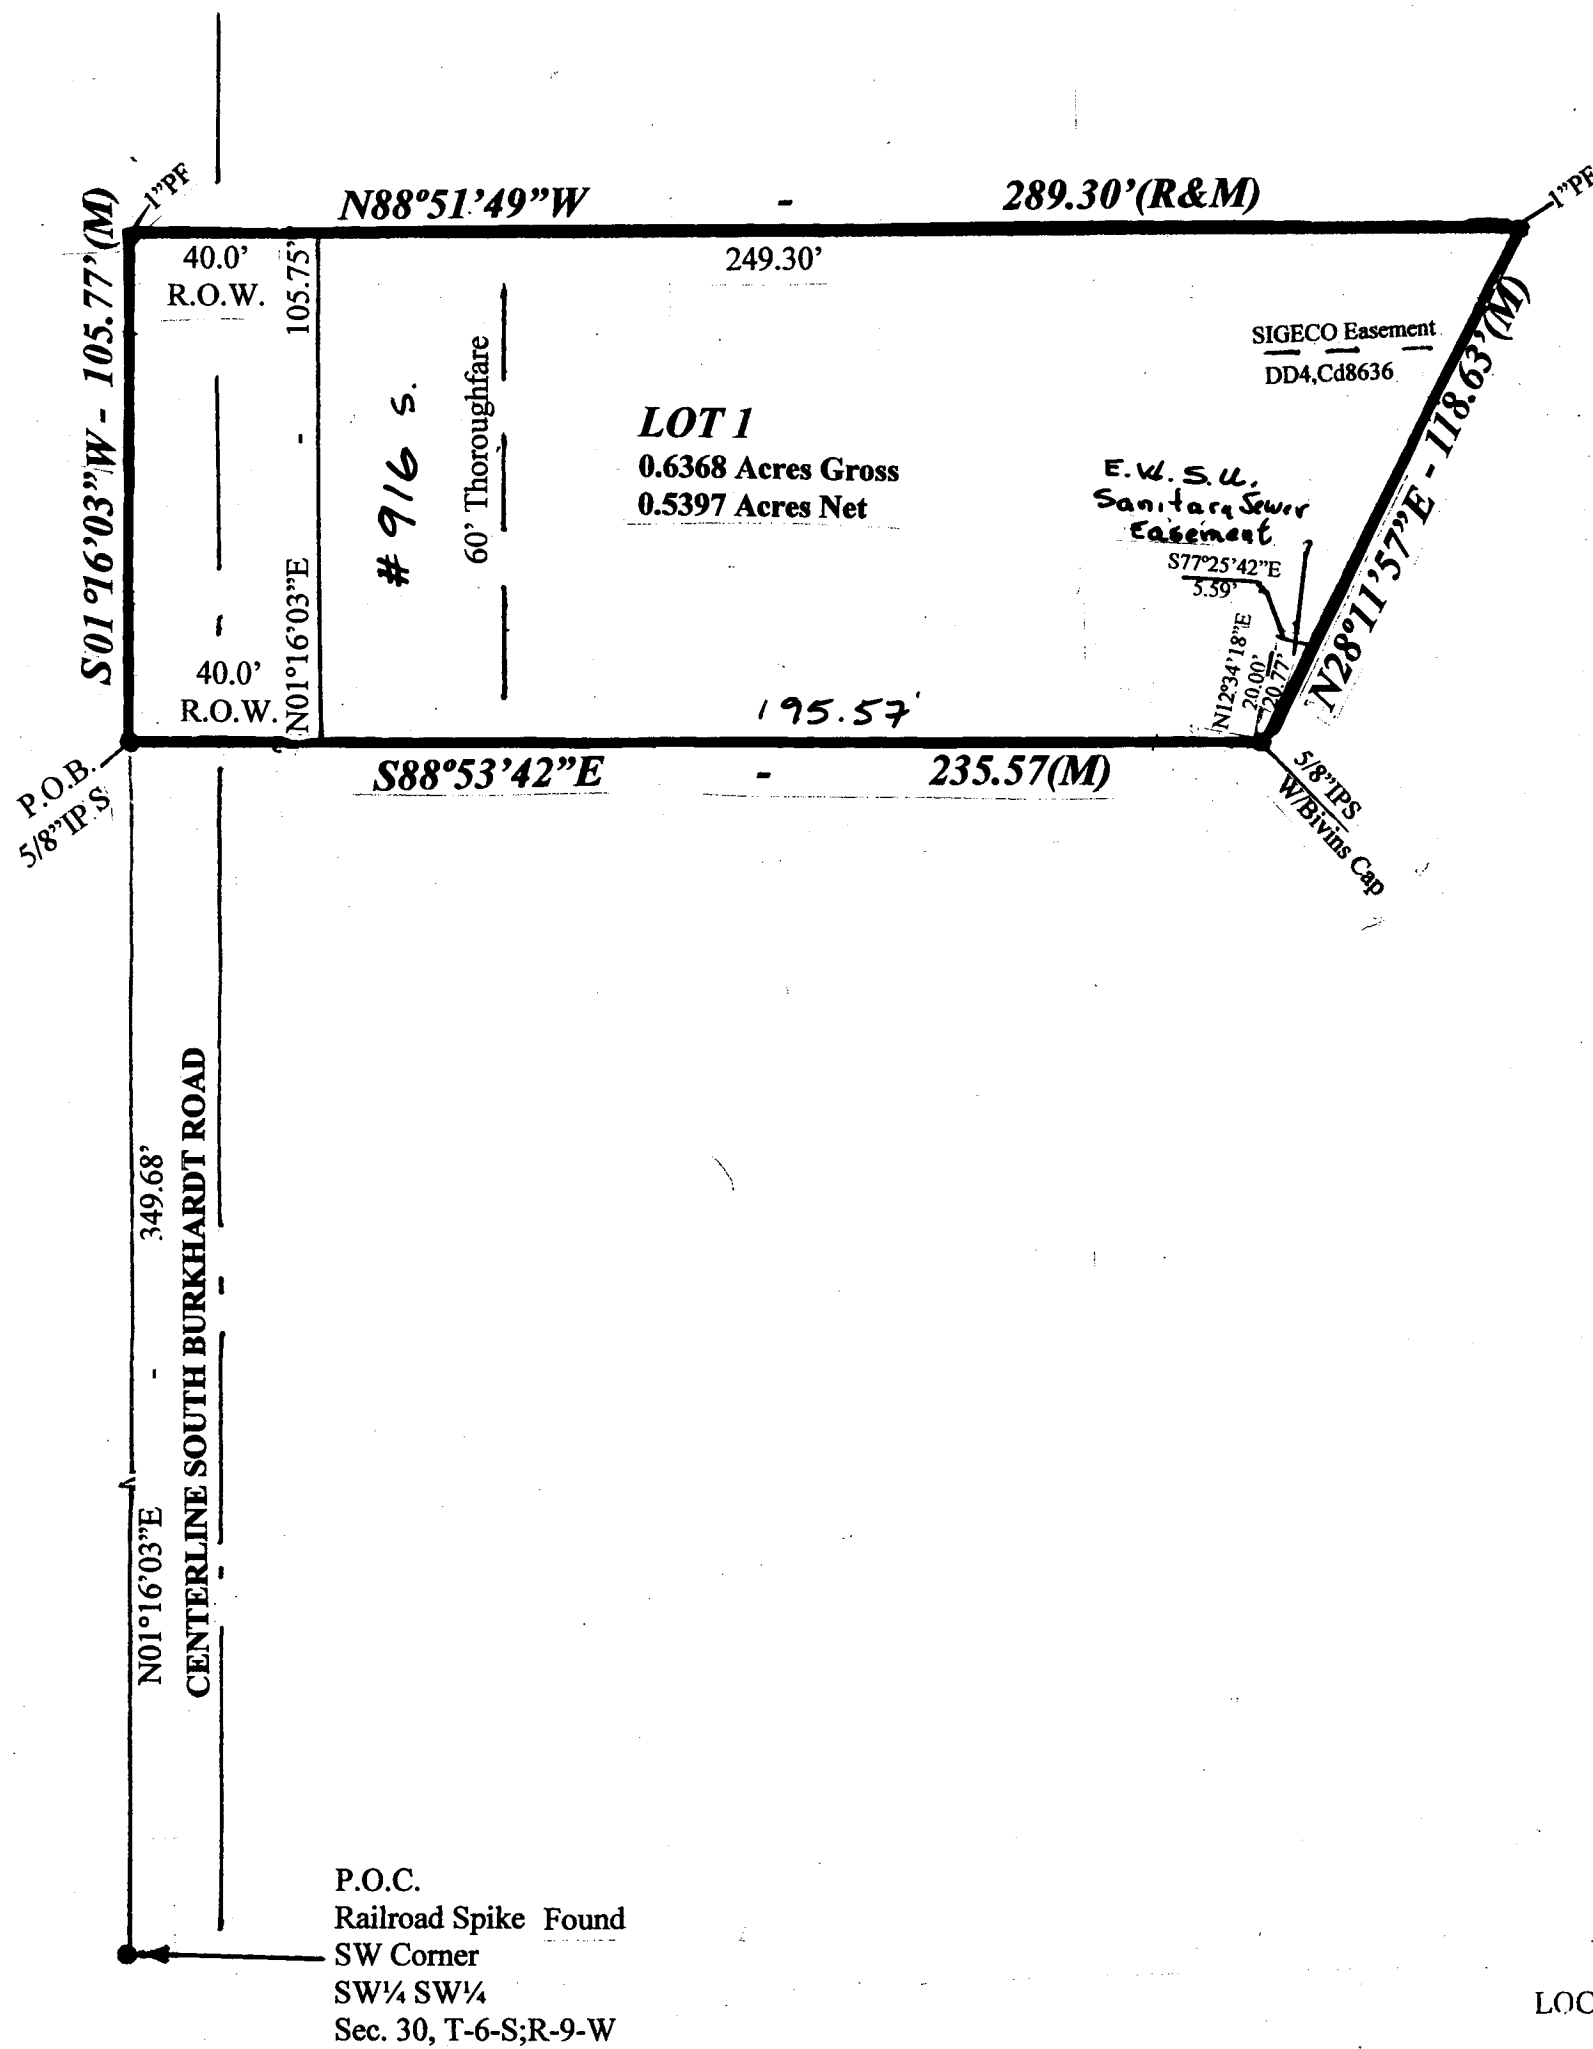 1”PF
1”PF
N88°51’49”W - 289.30’(R&M)
S01°16’03”W - 105.77’(M)
40.0’
R.O.W.
N01°16’03”E - 105.75’
249.30’
# 916 S.
60’ Thoroughfare
LOT 1
0.6368 Acres Gross
0.5397 Acres Net
SIGECO Easement
DD4,Cd8636
N28°11’57”E - 118.63’(M)
E.W.S.U.
Sanitary Sewer
Easement
S77°25’42”E
5.59’
N12°34’18”E
20.00’
20.77’
40.0’
R.O.W.
195.57'
S88°53’42”E - 235.57(M)
P.O.B.
5/8”IPS
5/8”IPS
W/Bivins Cap
N01°16’03”E - 349.68’
CENTERLINE SOUTH BURKHARDT ROAD
P.O.C.
Railroad Spike Found
SW Corner
SW¼ SW¼
Sec. 30, T-6-S;R-9-W
LOC